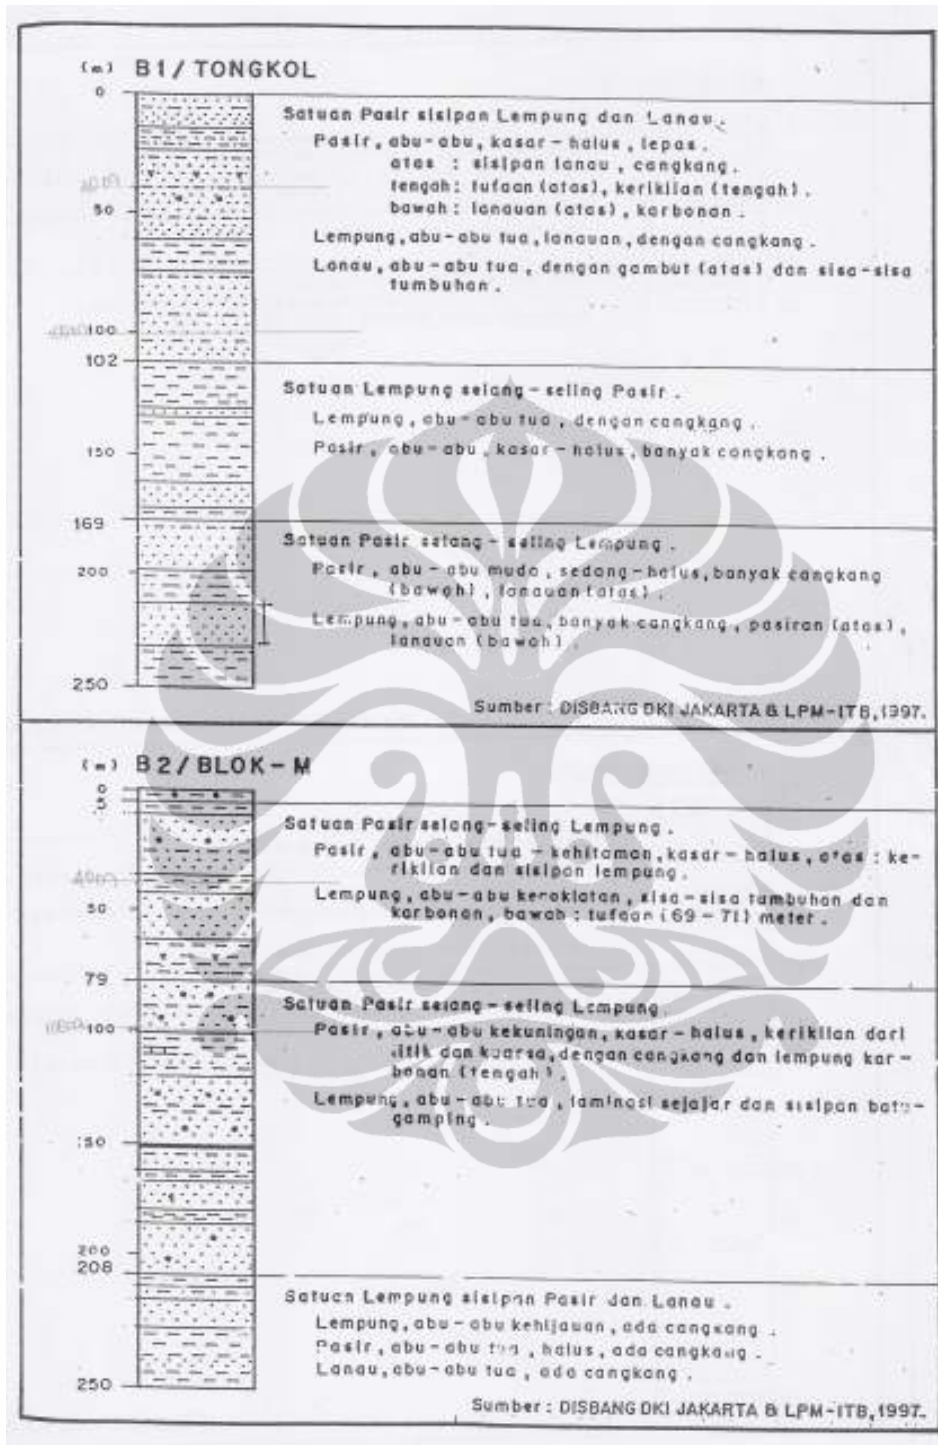 (m) B1/TONGKOL
0
Satuan Pasir sisipan Lempung dan Lanau.
Pasir, abu-abu, kasar-halus, lepas.
atas : sisipan lanau, cangkang.
tengah: tufaan (atas), kerikilan (tengah).
50
bawah: lanauan (atas), karbonan.
Lempung, abu-abu tua, lanauan, dengan cangkang.
Lanau, abu-abu tua, dengan gambut (atas) dan sisa-sisa
tumbuhan.
100
102
Satuan Lempung selang-seling Pasir.
Lempung, abu-abu tua, dengan cangkang.
150
Pasir, abu-abu, kasar-halus, banyak cangkang.
169
Satuan Pasir selang-seling Lempung.
200
Pasir, abu-abu muda, sedang-halus, banyak cangkang
(bawah), lanauan (atas).
Lempung, abu-abu tua, banyak cangkang, pasiran (atas),
lanauan (bawah).
250
Sumber: DISBANG DKI JAKARTA & LPM-ITB, 1997.
(m) B2/BLOK-M
0
5
Satuan Pasir selang-seling Lempung.
Pasir, abu-abu tua - kehitaman, kasar-halus, atas : ke-
rikilan dan sisipan lempung.
50
Lempung, abu-abu kecoklatan, sisa-sisa tumbuhan dan
karbonan, bawah : tufaan (69-71) meter.
79
Satuan Pasir selang-seling Lempung.
100
Pasir, abu-abu kekuningan, kasar-halus, kerikilan dari
dan kuarsa, dengan cangkang dan lempung kar-
bonan (tengah).
Lempung, abu-abu tua, laminasi sejajar dan sisipan batu-
gamping.
150
200
208
Satuan Lempung sisipan Pasir dan Lanau.
Lempung, abu-abu kehijauan, ada cangkang.
Pasir, abu-abu tua, halus, ada cangkang.
Lanau, abu-abu tua, ada cangkang.
250
Sumber: DISBANG DKI JAKARTA & LPM-ITB, 1997.